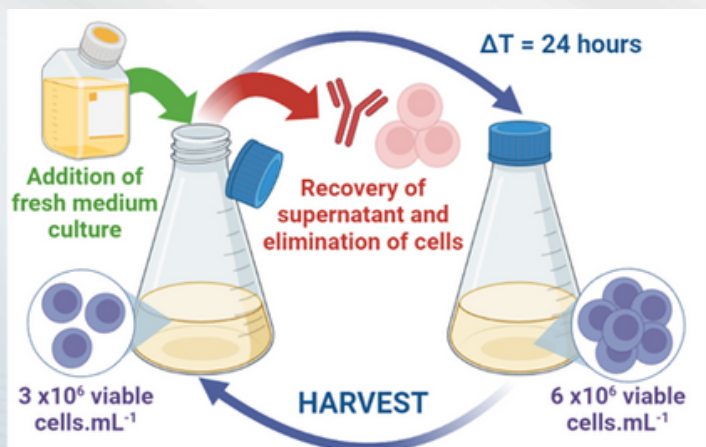 ΔT = 24 hours
Addition of
fresh medium
culture
Recovery of
supernatant and
elimination of cells
3 x10⁶ viable
cells.mL⁻¹
HARVEST
6 x10⁶ viable
cells.mL⁻¹